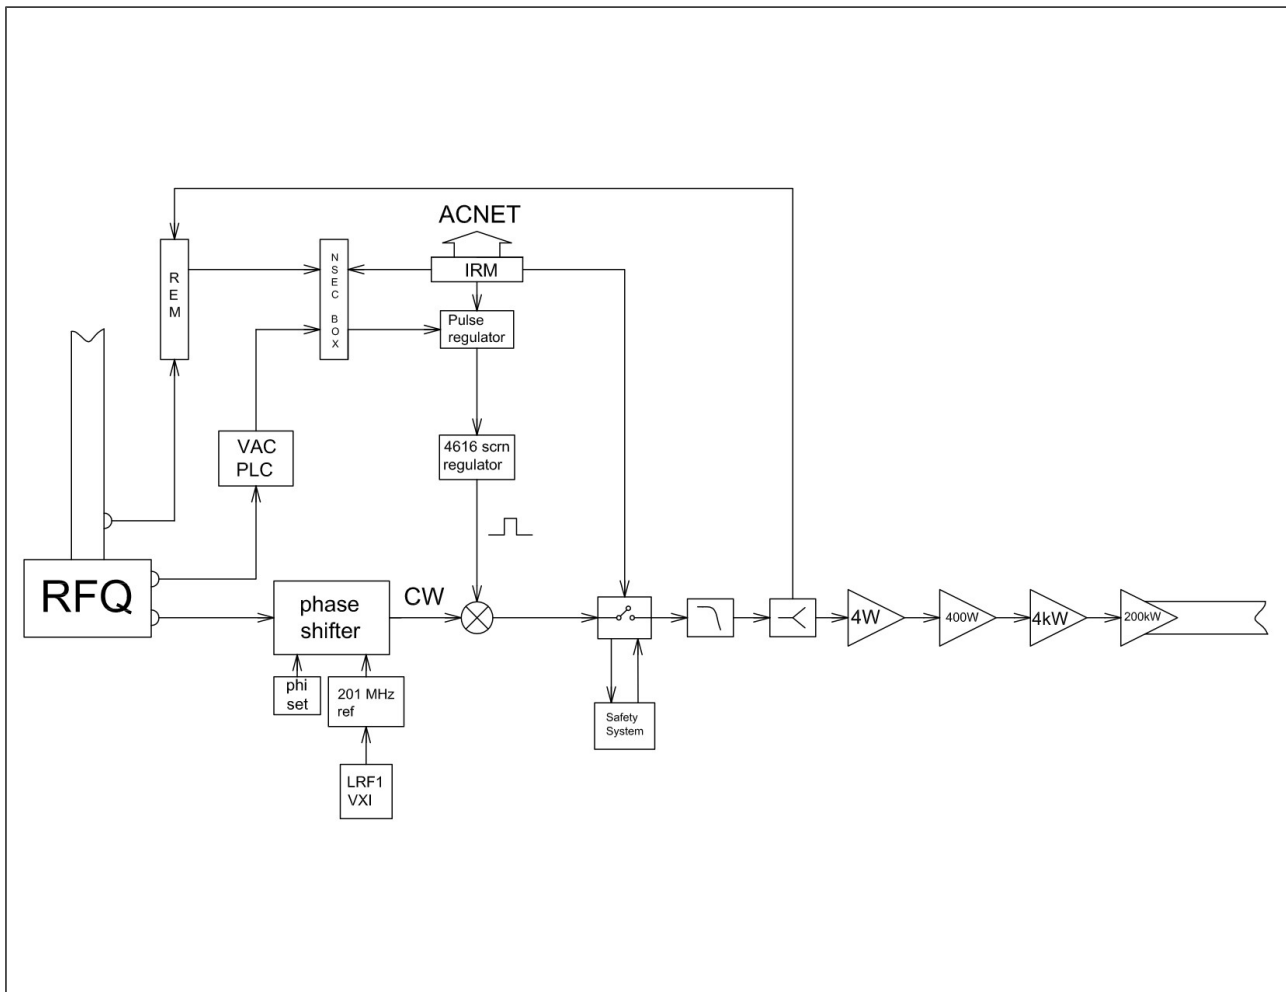 ACNET
R
E
M
N
S
E
C
B
O
X
IRM
Pulse
regulator
VAC
PLC
4616 scrn
regulator
RFQ
phase
shifter
CW
4W
400W
4kW
200kW
phi
set
201 MHz
ref
Safety
System
LRF1
VXI